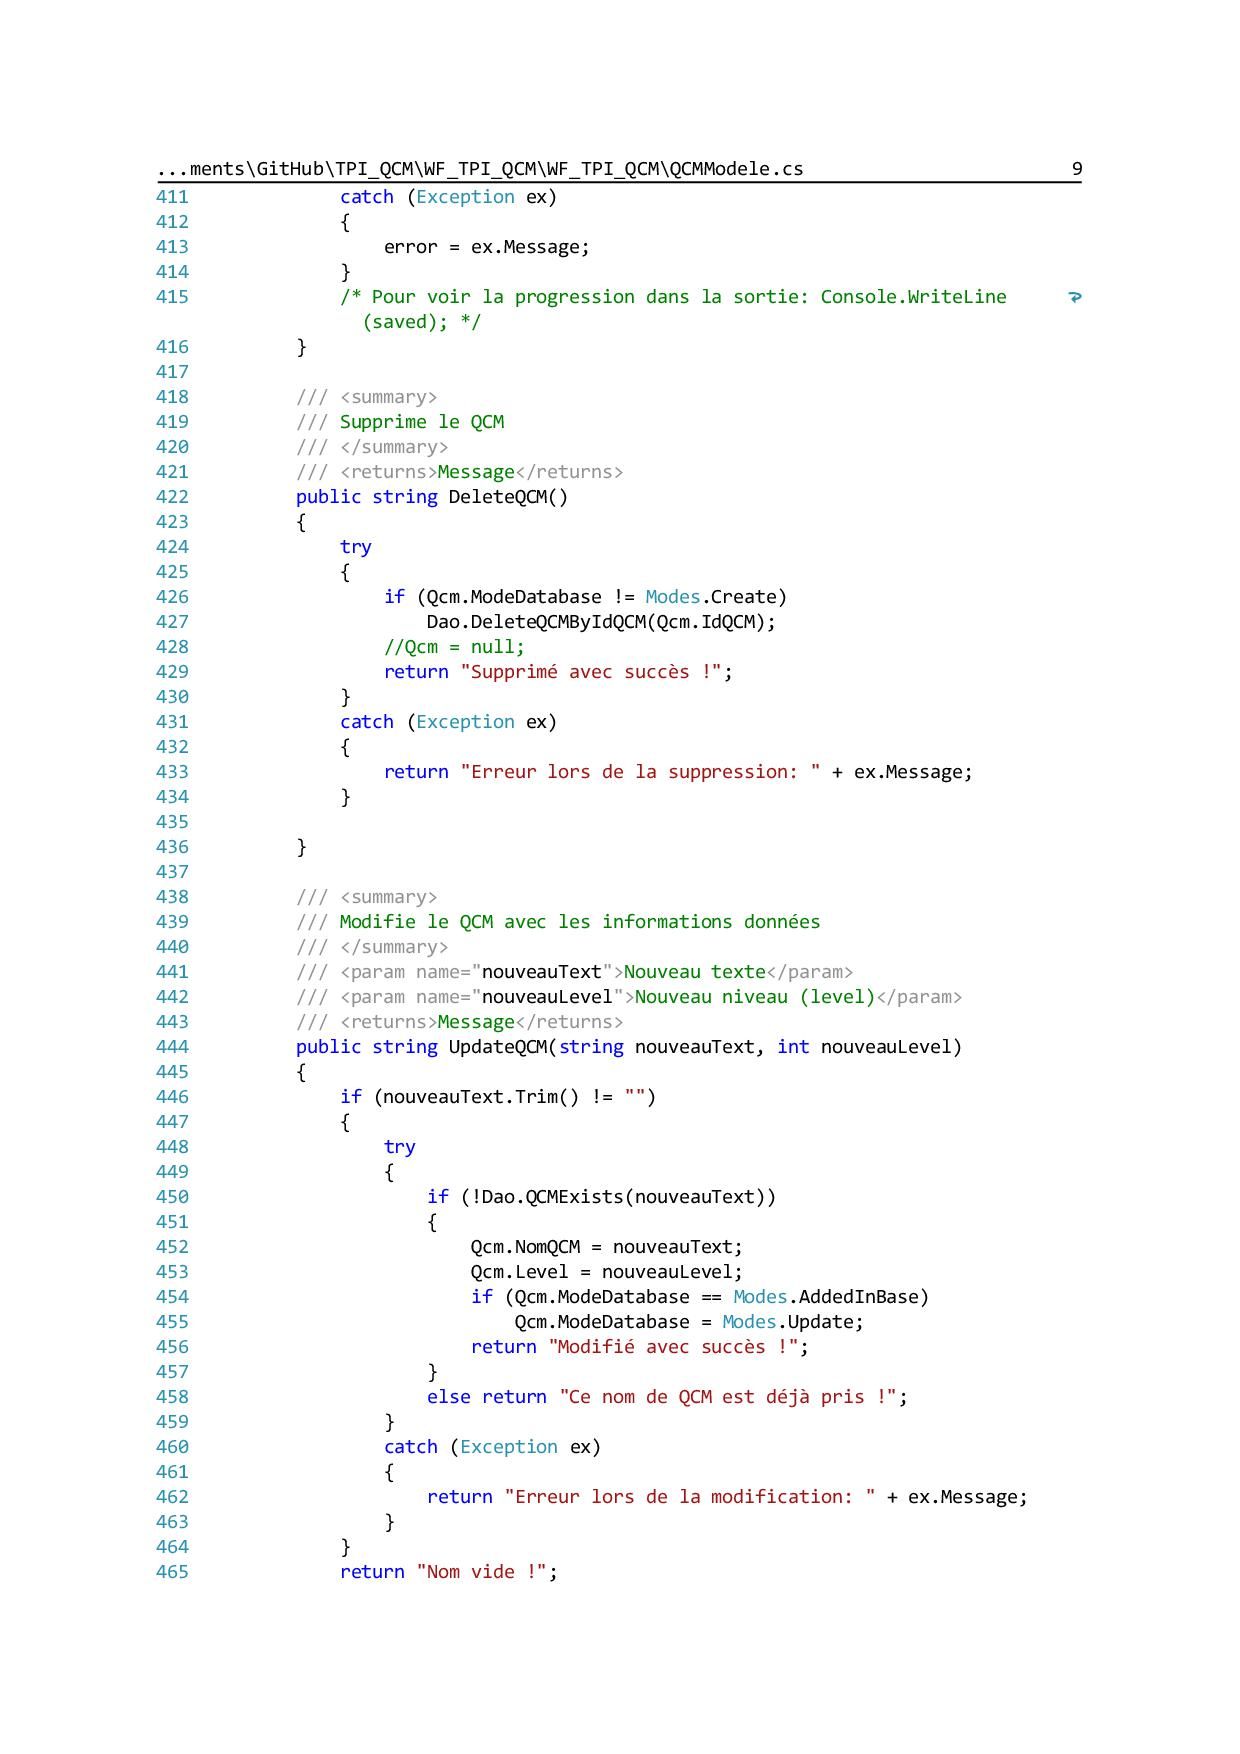 ...ments\GitHub\TPI_QCM\WF_TPI_QCM\WF_TPI_QCM\QCMModele.cs 9
411 catch (Exception ex)
412 {
413 error = ex.Message;
414 }
415 /* Pour voir la progression dans la sortie: Console.WriteLine
(saved); */
416 }
417
418 /// <summary>
419 /// Supprime le QCM
420 /// </summary>
421 /// <returns>Message</returns>
422 public string DeleteQCM()
423 {
424 try
425 {
426 if (Qcm.ModeDatabase != Modes.Create)
427 Dao.DeleteQCMByIdQCM(Qcm.IdQCM);
428 //Qcm = null;
429 return "Supprimé avec succès !";
430 }
431 catch (Exception ex)
432 {
433 return "Erreur lors de la suppression: " + ex.Message;
434 }
435
436 }
437
438 /// <summary>
439 /// Modifie le QCM avec les informations données
440 /// </summary>
441 /// <param name="nouveauText">Nouveau texte</param>
442 /// <param name="nouveauLevel">Nouveau niveau (level)</param>
443 /// <returns>Message</returns>
444 public string UpdateQCM(string nouveauText, int nouveauLevel)
445 {
446 if (nouveauText.Trim() != "")
447 {
448 try
449 {
450 if (!Dao.QCMExists(nouveauText))
451 {
452 Qcm.NomQCM = nouveauText;
453 Qcm.Level = nouveauLevel;
454 if (Qcm.ModeDatabase == Modes.AddedInBase)
455 Qcm.ModeDatabase = Modes.Update;
456 return "Modifié avec succès !";
457 }
458 else return "Ce nom de QCM est déjà pris !";
459 }
460 catch (Exception ex)
461 {
462 return "Erreur lors de la modification: " + ex.Message;
463 }
464 }
465 return "Nom vide !";